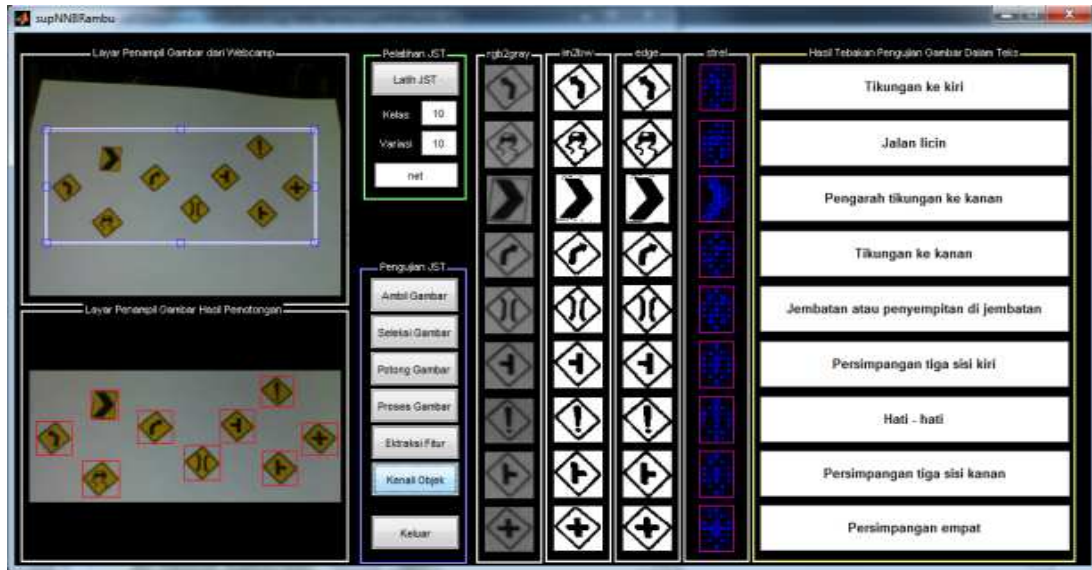 supNNBRambu
Layar Penampil Gambar dari Webcamp
Pelatihan JST
Latih JST
Kelas 10
Variasi 10
net
Layar Penampil Gambar Hasil Pemotongan
Pengujian JST
Ambil Gambar
Seleksi Gambar
Potong Gambar
Proses Gambar
Ektraksi Fitur
Kenali Objek
Keluar
rgb2gray
im2bw
edge
strel
Hasil Tebakan Pengujian Gambar Dalam Teks
Tikungan ke kiri
Jalan licin
Pengarah tikungan ke kanan
Tikungan ke kanan
Jembatan atau penyempitan di jembatan
Persimpangan tiga sisi kiri
Hati - hati
Persimpangan tiga sisi kanan
Persimpangan empat